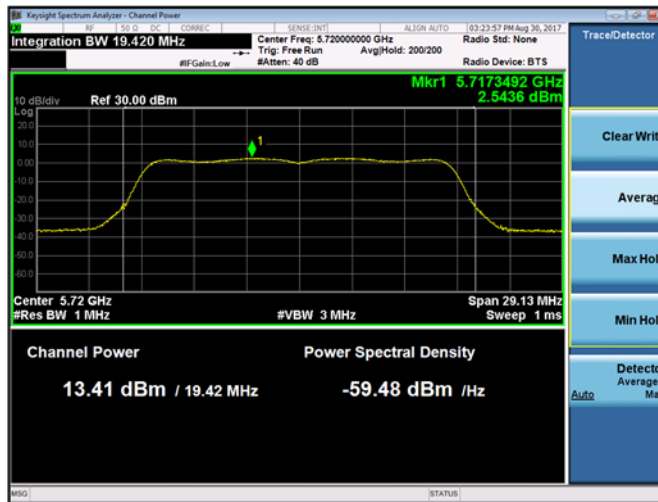 Keysight Spectrum Analyzer - Channel Power
RF 50 Ω DC CORREC SENSE:INT ALIGN AUTO 03:23:57 PM Aug 30, 2017
Integration BW 19.420 MHz
Center Freq: 5.720000000 GHz
Radio Std: None
Trig: Free Run Avg|Hold: 200/200
#IFGain:Low
#Atten: 40 dB
Radio Device: BTS
Trace/Detector
Mkr1 5.7173492 GHz
2.5436 dBm
10 dB/div Ref 30.00 dBm
Log
20.0
10.0
0.00
-10.0
-20.0
-30.0
-40.0
-50.0
-60.0
1
Center 5.72 GHz
Span 29.13 MHz
#Res BW 1 MHz
#VBW 3 MHz
Sweep 1 ms
Channel Power
Power Spectral Density
13.41 dBm / 19.42 MHz
-59.48 dBm /Hz
Clear Writ
Averag
Max Hol
Min Hol
Detecto
Average
Auto Ma
MSG
STATUS